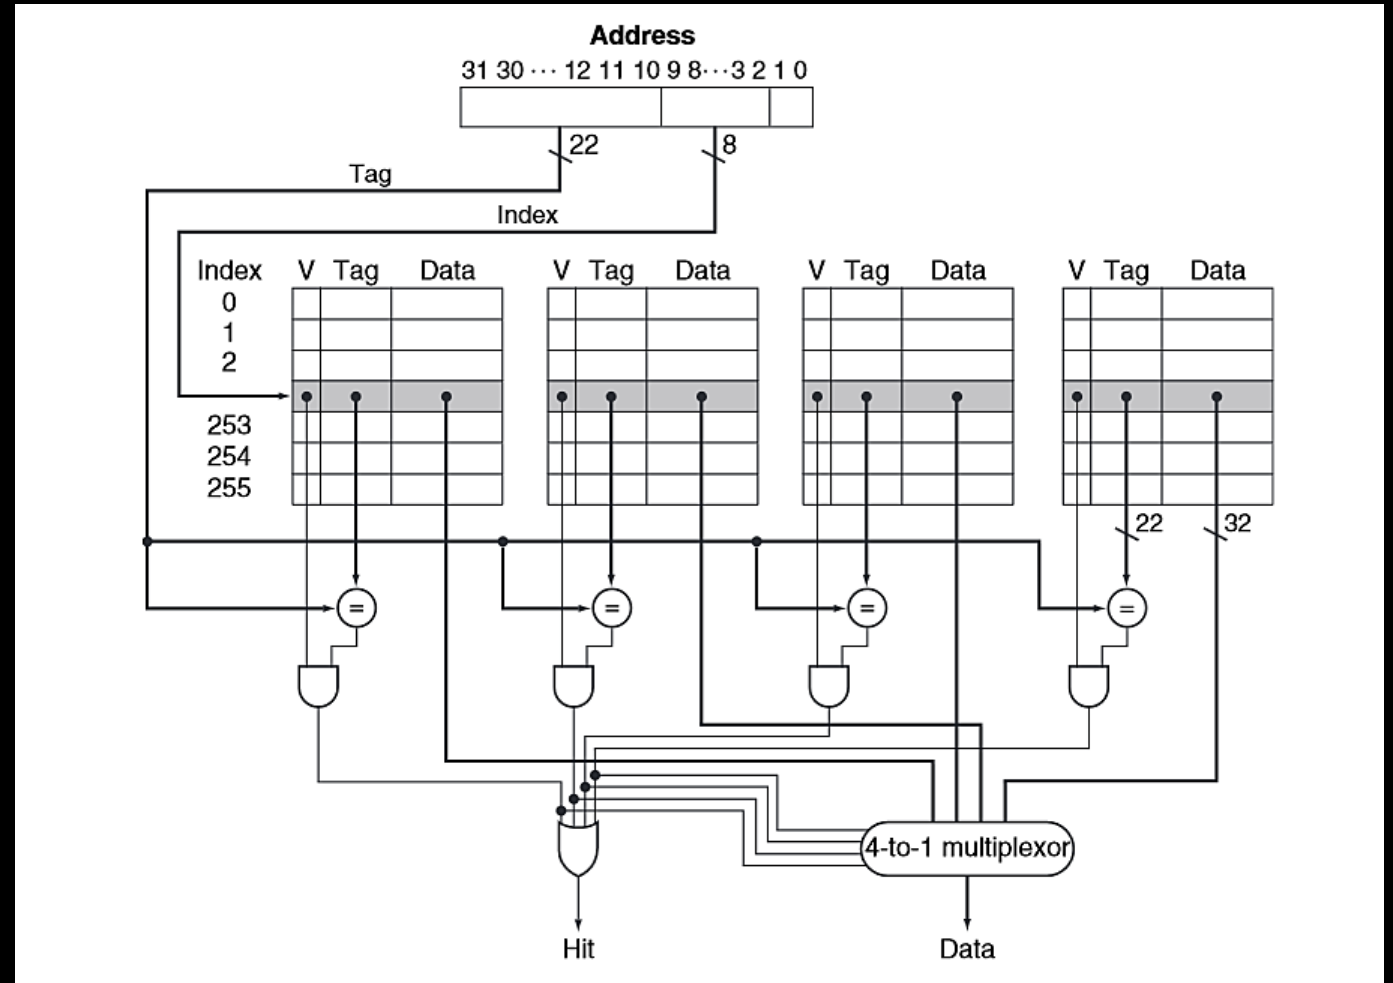 Address
31 30 ··· 12 11 10 9 8···3 2 1 0
22 8
Tag
Index
Index V Tag Data V Tag Data V Tag Data V Tag Data
0
1
2
253
254
255
22 32
= = = =
4-to-1 multiplexor
Hit Data